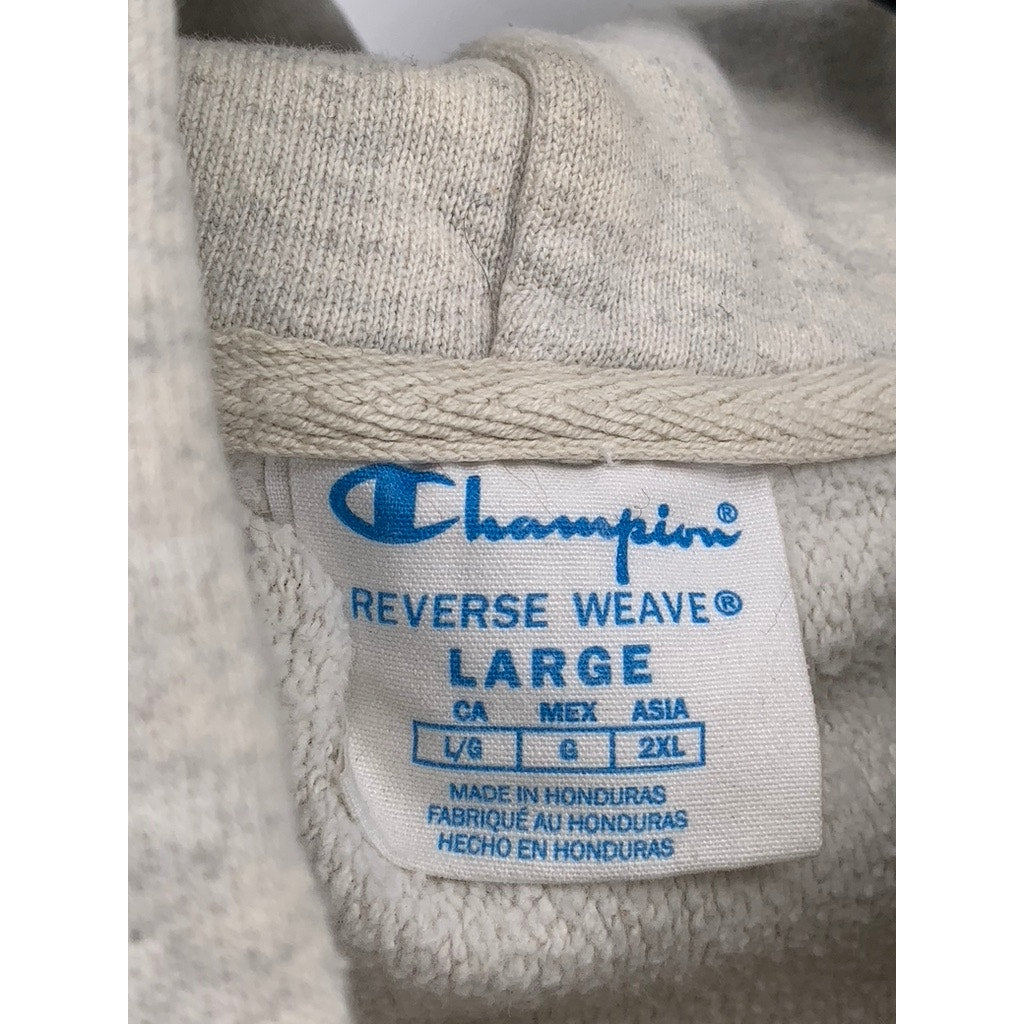 Champion®
REVERSE WEAVE®
LARGE
CA MEX ASIA
L/G G 2XL
MADE IN HONDURAS
FABRIQUÉ AU HONDURAS
HECHO EN HONDURAS